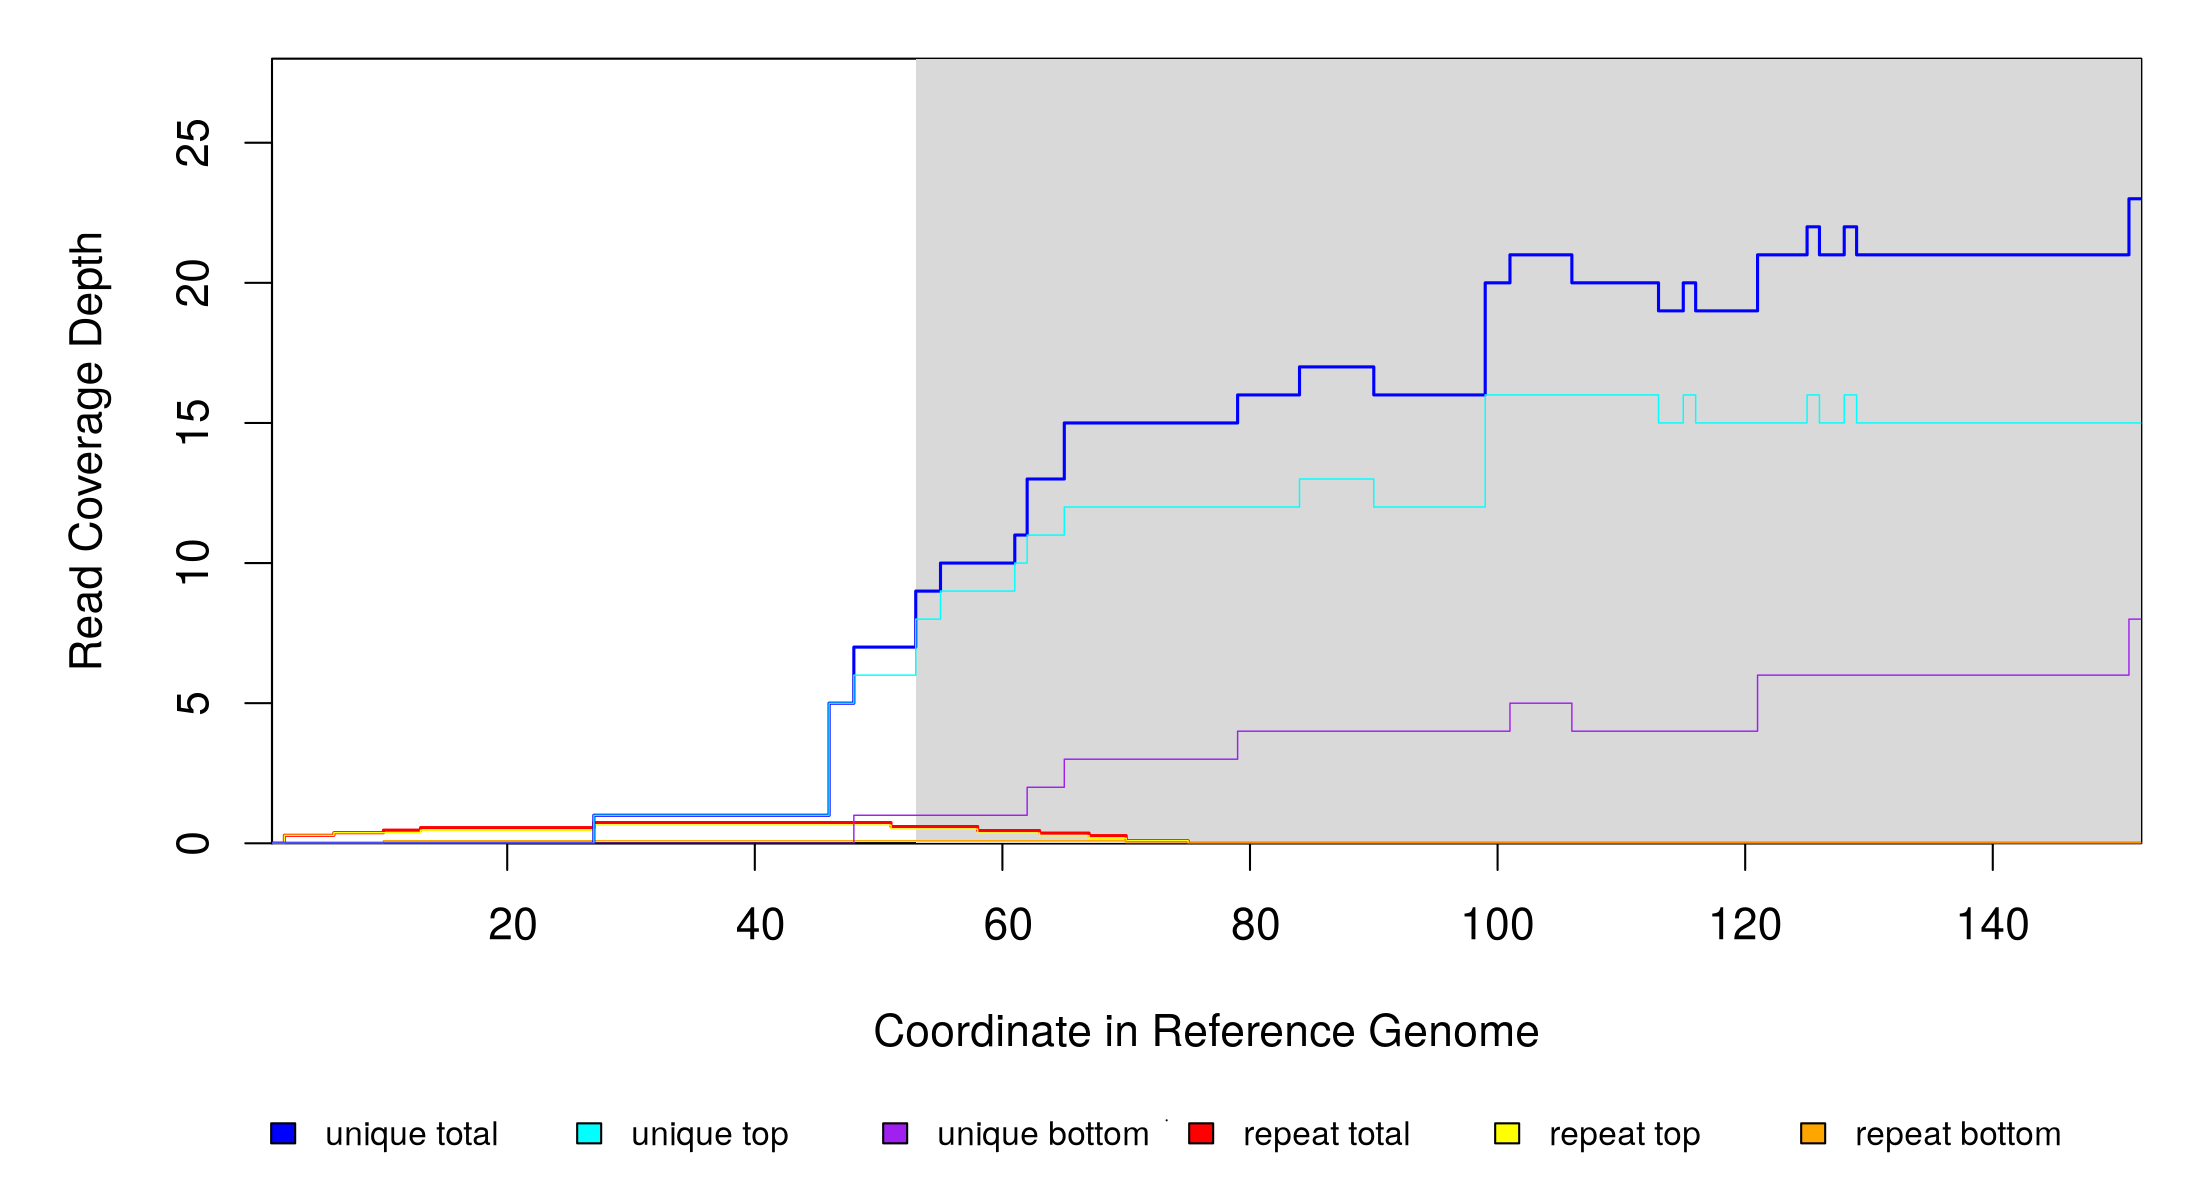 Read Coverage Depth
25
20
15
10
5
0
20 40 60 80 100 120 140
Coordinate in Reference Genome
unique total unique top unique bottom repeat total repeat top repeat bottom